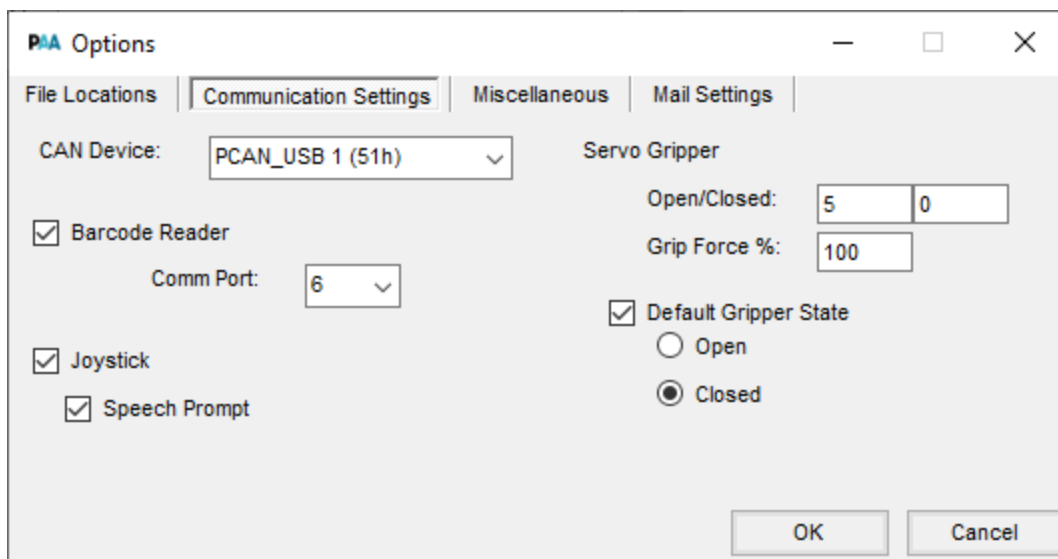 PAA Options
File Locations
Communication Settings
Miscellaneous
Mail Settings
CAN Device:
PCAN_USB 1 (51h)
Barcode Reader
Comm Port:
6
Joystick
Speech Prompt
Servo Gripper
Open/Closed:
5
0
Grip Force %:
100
Default Gripper State
Open
Closed
OK
Cancel